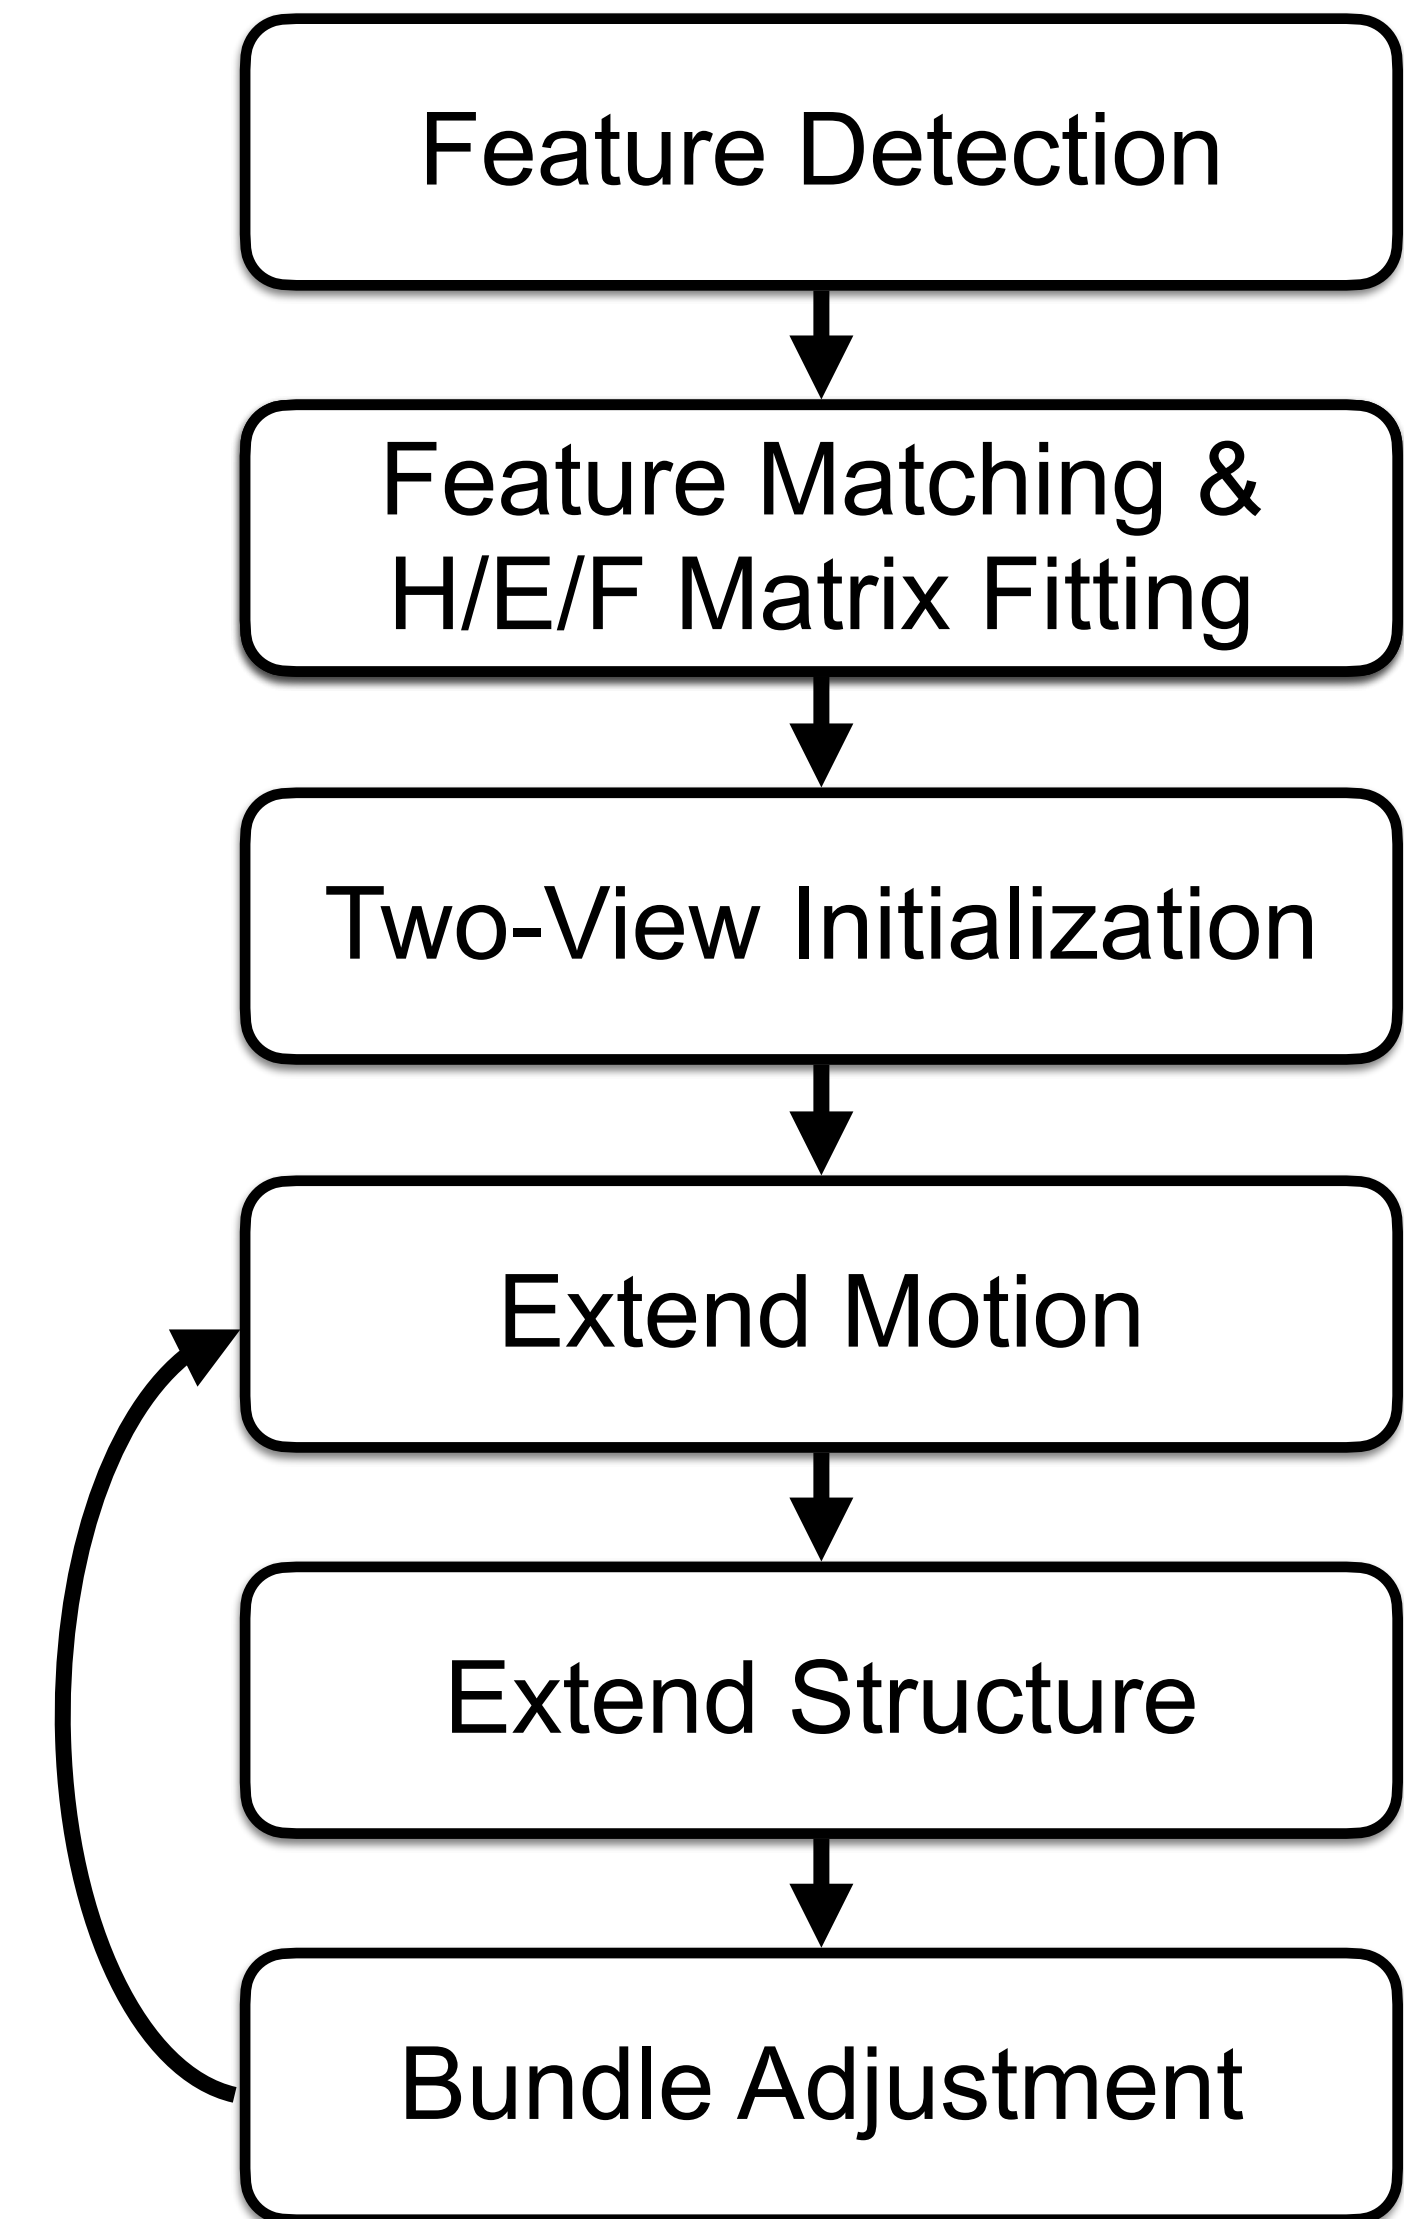 Feature Detection
Feature Matching &
H/E/F Matrix Fitting
Two-View Initialization
Extend Motion
Extend Structure
Bundle Adjustment